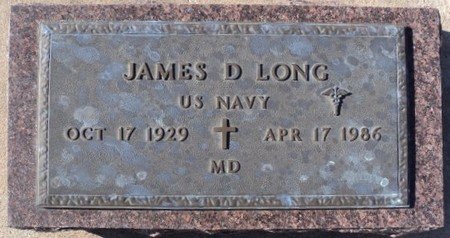 JAMES D LONG
US NAVY
OCT 17 1929 APR 17 1986
MD